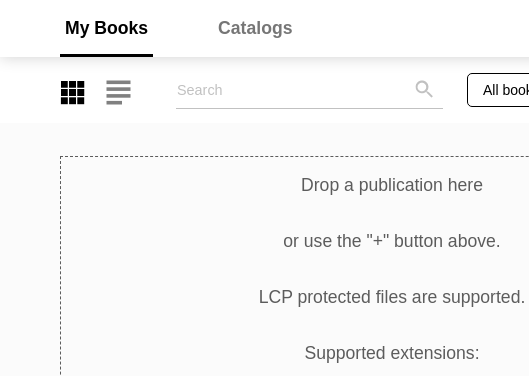 My Books Catalogs
Search All book
Drop a publication here
or use the "+" button above.
LCP protected files are supported.
Supported extensions: